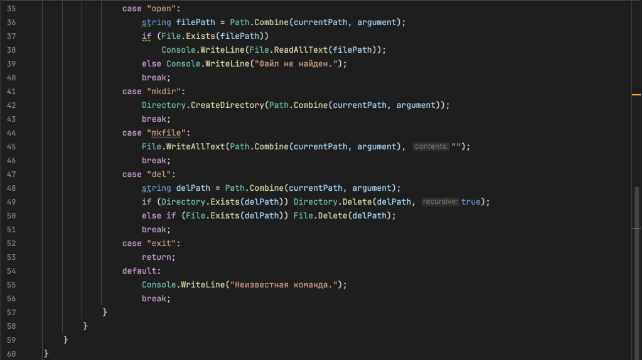 35 case "open":
36 string filePath = Path.Combine(currentPath, argument);
37 if (File.Exists(filePath))
38 Console.WriteLine(File.ReadAllText(filePath));
39 else Console.WriteLine("Файл не найден.");
40 break;
41 case "mkdir":
42 Directory.CreateDirectory(Path.Combine(currentPath, argument));
43 break;
44 case "mkfile":
45 File.WriteAllText(Path.Combine(currentPath, argument), contents: "");
46 break;
47 case "del":
48 string delPath = Path.Combine(currentPath, argument);
49 if (Directory.Exists(delPath)) Directory.Delete(delPath, recursive: true);
50 else if (File.Exists(delPath)) File.Delete(delPath);
51 break;
52 case "exit":
53 return;
54 default:
55 Console.WriteLine("Неизвестная команда.");
56 break;
57 }
58 }
59 }
60 }